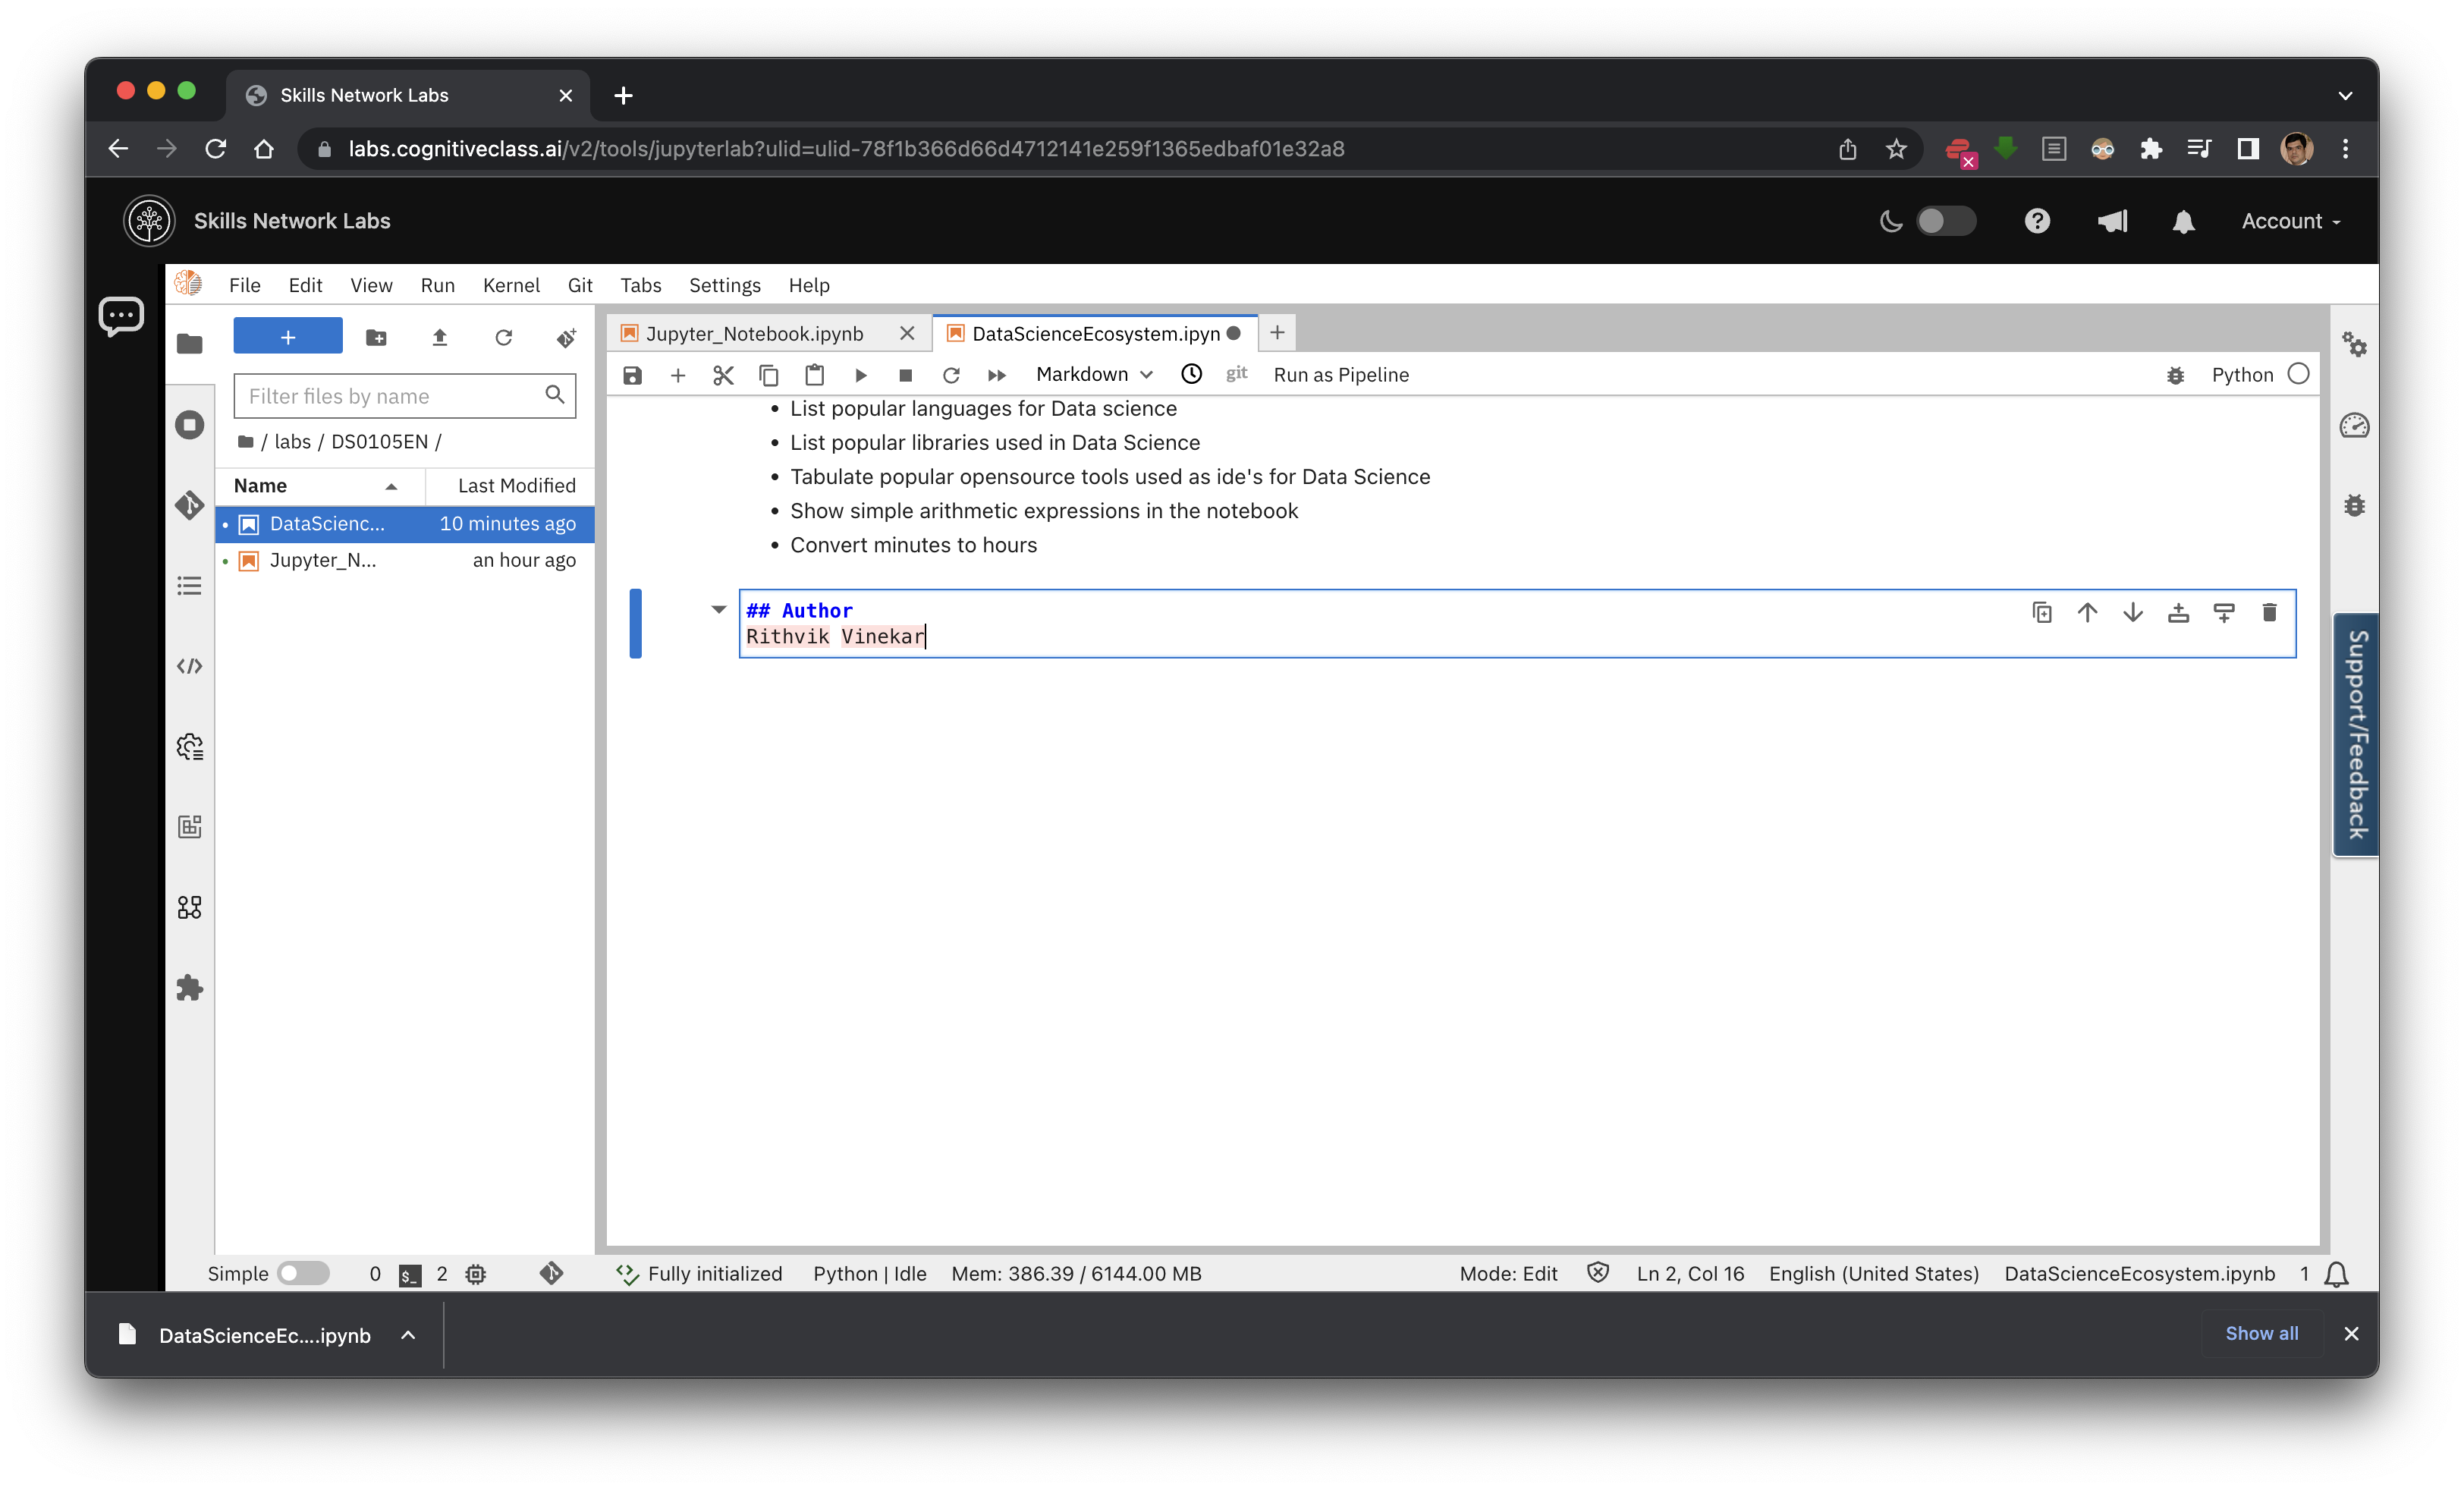 Skills Network Labs
labs.cognitiveclass.ai/v2/tools/jupyterlab?ulid=ulid-78f1b366d66d4712141e259f1365edbaf01e32a8
Skills Network Labs
Account
File Edit View Run Kernel Git Tabs Settings Help
Jupyter_Notebook.ipynb
DataScienceEcosystem.ipyn
Markdown
git
Run as Pipeline
Python
Filter files by name
/ labs / DS0105EN /
Name Last Modified
DataScienc... 10 minutes ago
Jupyter_N... an hour ago
• List popular languages for Data science
• List popular libraries used in Data Science
• Tabulate popular opensource tools used as ide's for Data Science
• Show simple arithmetic expressions in the notebook
• Convert minutes to hours
## Author
Rithvik Vinekar
Support/Feedback
Simple 0 $_ 2 Fully initialized Python | Idle Mem: 386.39 / 6144.00 MB Mode: Edit Ln 2, Col 16 English (United States) DataScienceEcosystem.ipynb 1
DataScienceEc....ipynb
Show all